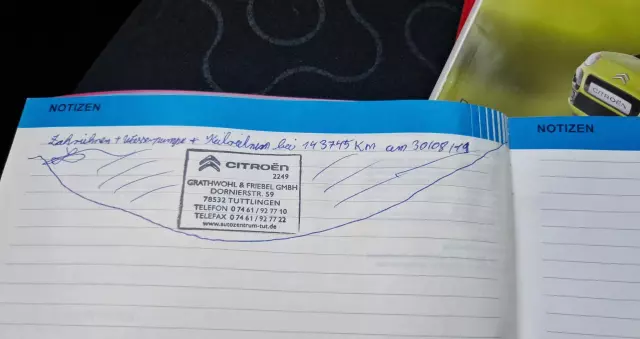 NOTIZEN
Zahnriemen + Wasserpumpe + Keilriemen bei 143745 Km am 30/08/19
CITROËN
2249
GRATHWOHL & FRIEBEL GMBH
DORNIERSTR. 59
78532 TUTTLINGEN
TELEFON 0 74 61 / 92 77 10
TELEFAX 0 74 61 / 92 77 22
www.autozentrum-tut.de
NOTIZEN
CITROËN